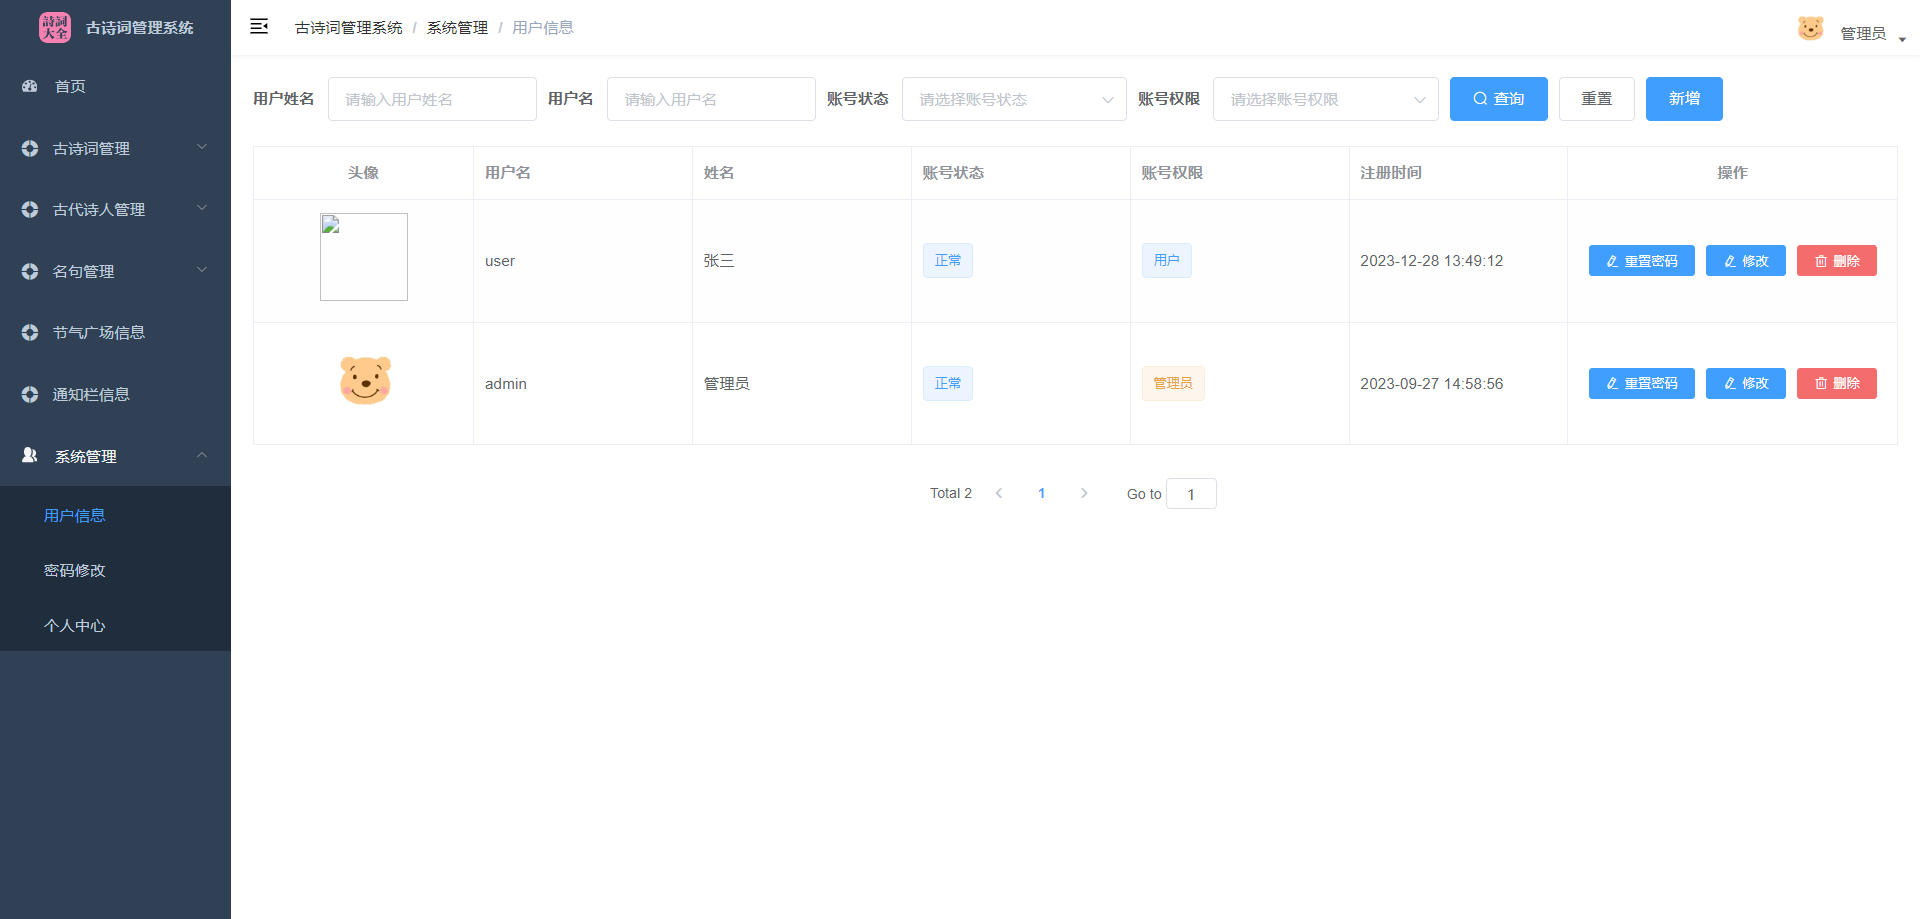 詩詞
大全
古诗词管理系统
首页
古诗词管理
古代诗人管理
名句管理
节气广场信息
通知栏信息
系统管理
用户信息
密码修改
个人中心
古诗词管理系统 / 系统管理 / 用户信息
管理员
用户姓名 请输入用户姓名 用户名 请输入用户名 账号状态 请选择账号状态 账号权限 请选择账号权限 查询 重置 新增
头像 用户名 姓名 账号状态 账号权限 注册时间 操作
user 张三 正常 用户 2023-12-28 13:49:12 重置密码 修改 删除
admin 管理员 正常 管理员 2023-09-27 14:58:56 重置密码 修改 删除
Total 2 1 Go to 1